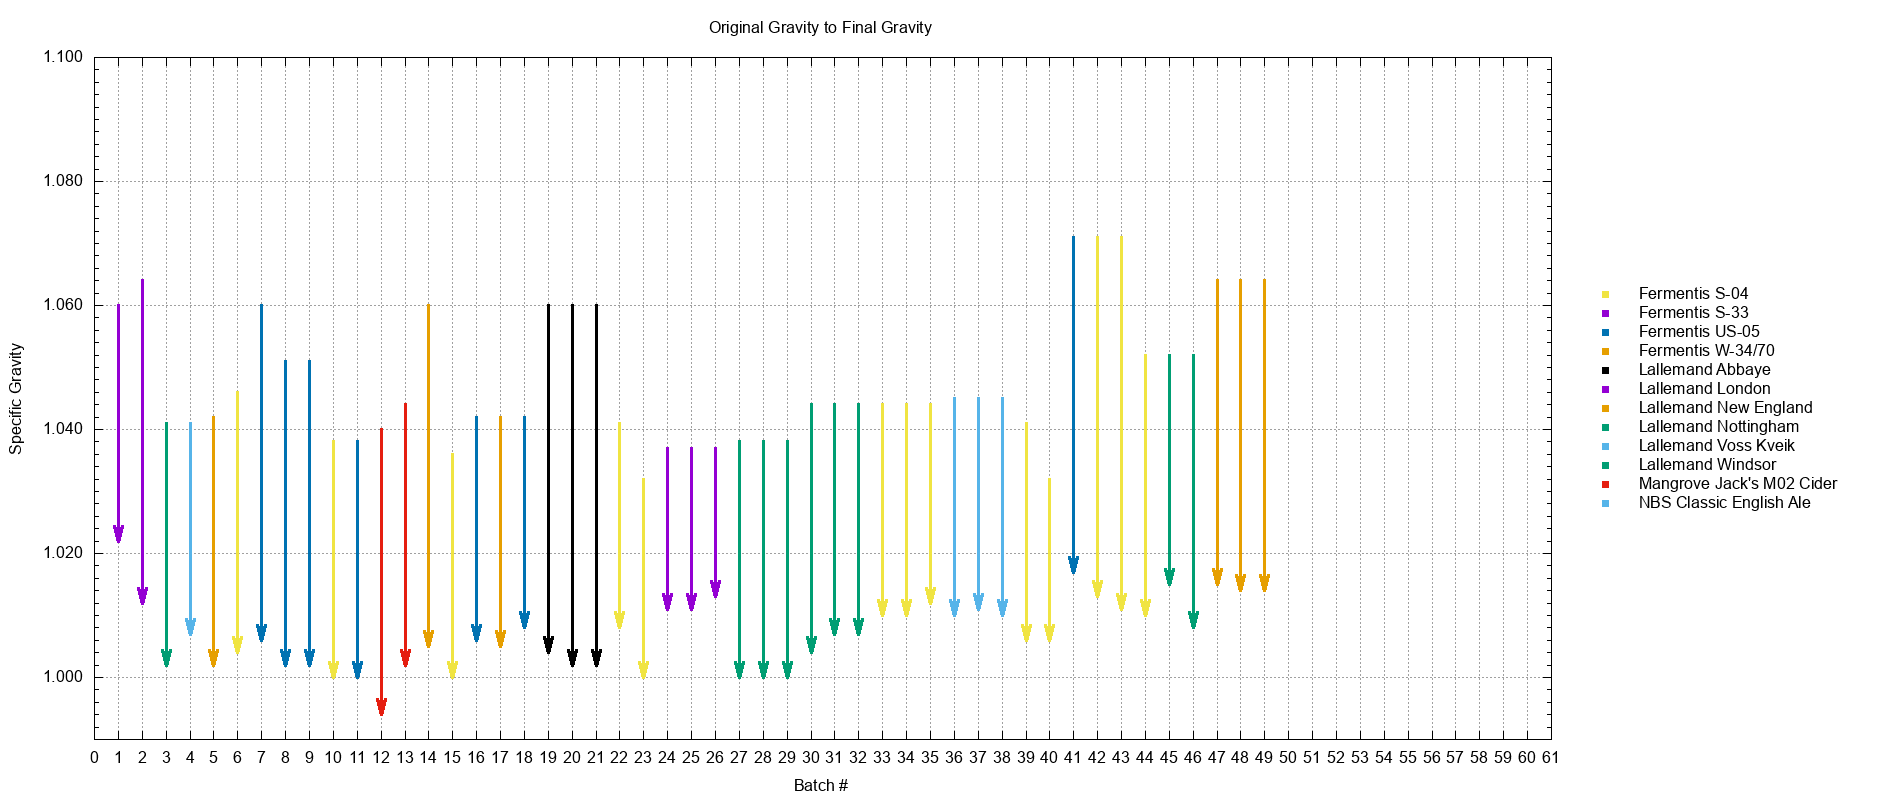 Original Gravity to Final Gravity
1.100
1.080
1.060
1.040
1.020
1.000
Specific Gravity
0 1 2 3 4 5 6 7 8 9 10 11 12 13 14 15 16 17 18 19 20 21 22 23 24 25 26 27 28 29 30 31 32 33 34 35 36 37 38 39 40 41 42 43 44 45 46 47 48 49 50 51 52 53 54 55 56 57 58 59 60 61
Batch #
Fermentis S-04
Fermentis S-33
Fermentis US-05
Fermentis W-34/70
Lallemand Abbaye
Lallemand London
Lallemand New England
Lallemand Nottingham
Lallemand Voss Kveik
Lallemand Windsor
Mangrove Jack's M02 Cider
NBS Classic English Ale